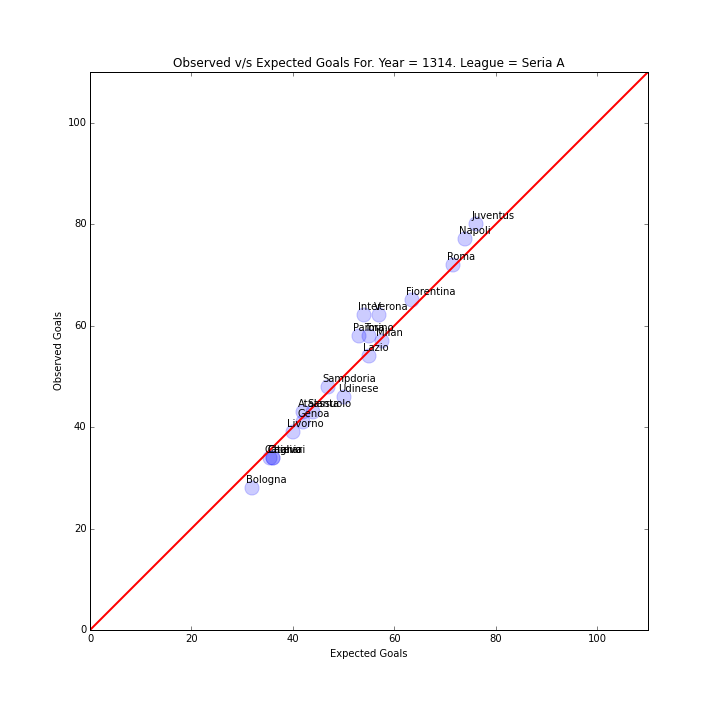 Observed v/s Expected Goals For. Year = 1314. League = Seria A
100
80
60
40
20
0
Observed Goals
Juventus
Napoli
Roma
Fiorentina
Inter Verona
Parma Torino
Milan
Lazio
Sampdoria
Udinese
Atalanta Sassuolo
Genoa
Livorno
Cagliari
Bologna
0 20 40 60 80 100
Expected Goals